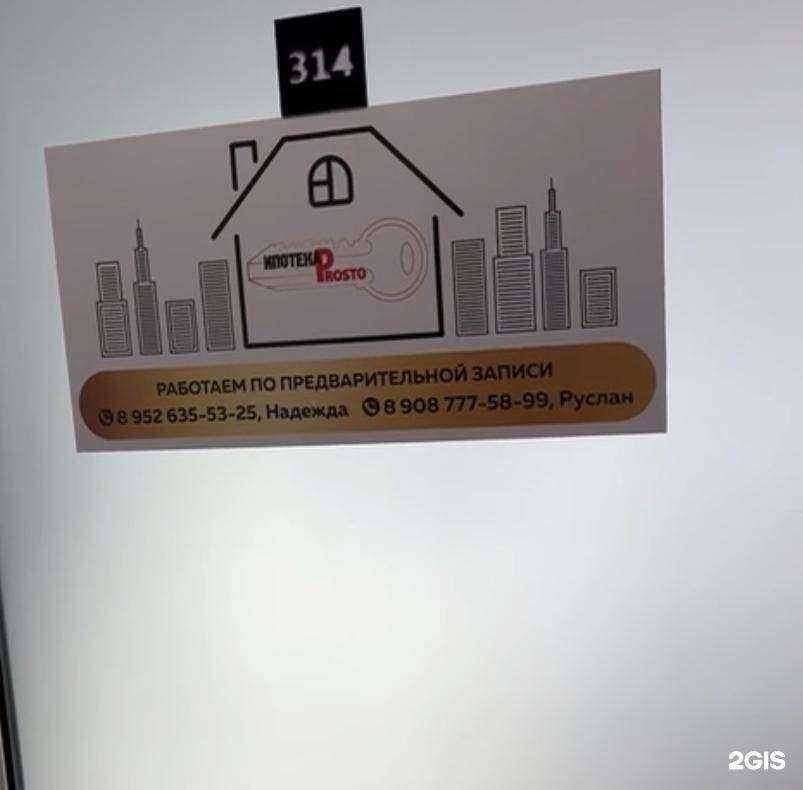 314
ИПОТЕКА
PROSTO
РАБОТАЕМ ПО ПРЕДВАРИТЕЛЬНОЙ ЗАПИСИ
8 952 635-53-25, Надежда 8 908 777-58-99, Руслан
2GIS